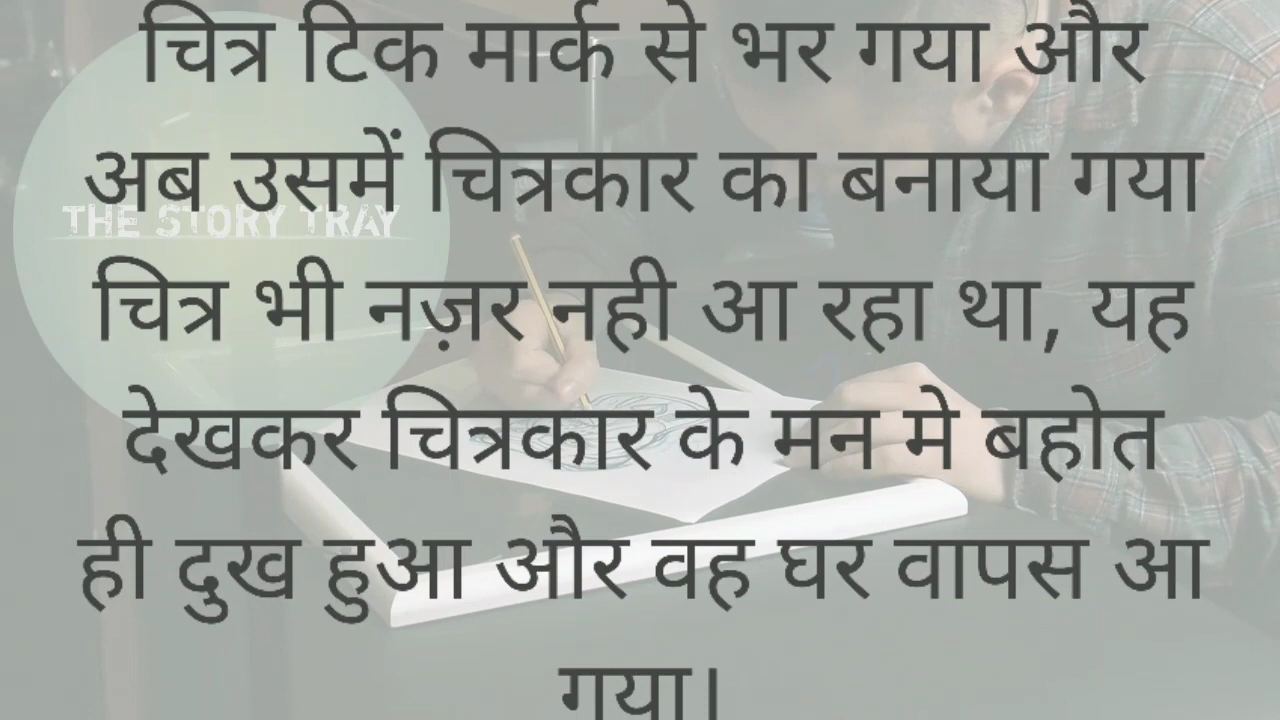 चित्र टिक मार्क से भर गया और
अब उसमें चित्रकार का बनाया गया
THE STORY TRAY
चित्र भी नज़र नही आ रहा था, यह
देखकर चित्रकार के मन मे बहोत
ही दुख हुआ और वह घर वापस आ
गया।